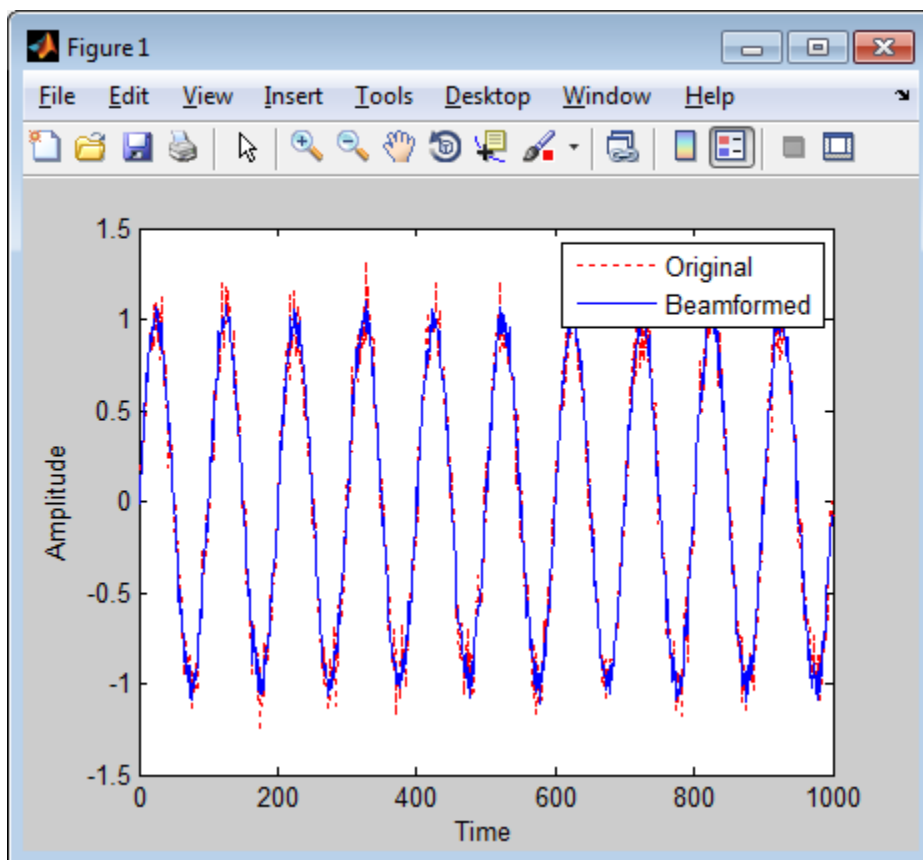 Figure 1
File Edit View Insert Tools Desktop Window Help
1.5
Original
Beamformed
1
0.5
0
-0.5
-1
-1.5
Amplitude
0 200 400 600 800 1000
Time